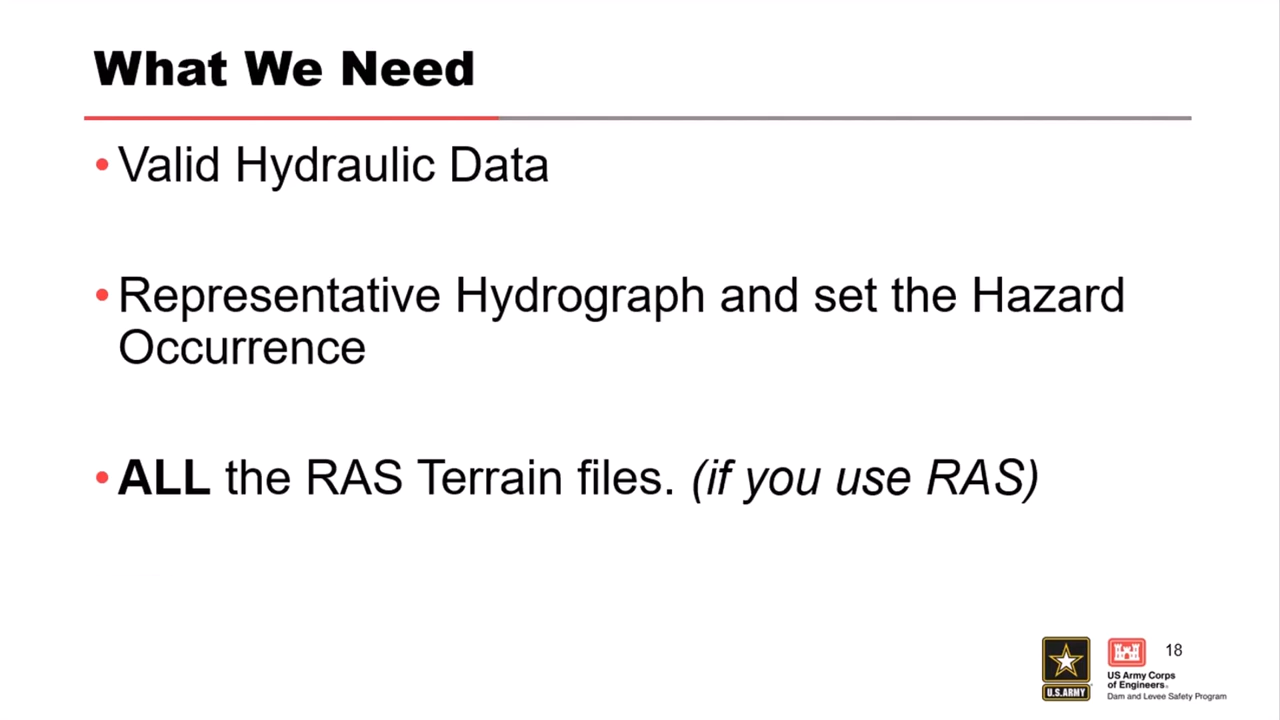 What We Need
• Valid Hydraulic Data
• Representative Hydrograph and set the Hazard
Occurrence
• ALL the RAS Terrain files. (if you use RAS)
18
U.S.ARMY
US Army Corps
of Engineers®
Dam and Levee Safety Program